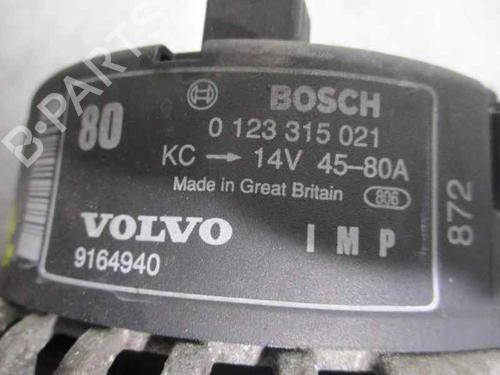 80
BOSCH
0 123 315 021
KC → 14V 45-80A
Made in Great Britain 806
VOLVO
IMP
9164940
872
B-PARTS